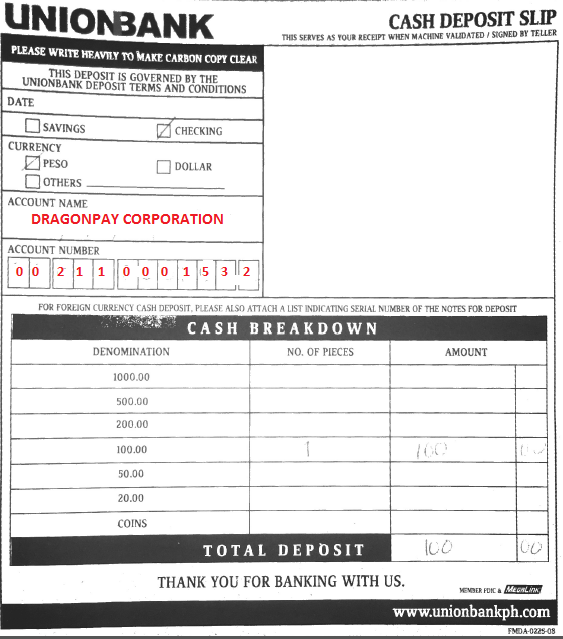 UNIONBANK
CASH DEPOSIT SLIP
THIS SERVES AS YOUR RECEIPT WHEN MACHINE VALIDATED / SIGNED BY TELLER
PLEASE WRITE HEAVILY TO MAKE CARBON COPY CLEAR
THIS DEPOSIT IS GOVERNED BY THE
UNIONBANK DEPOSIT TERMS AND CONDITIONS
DATE
SAVINGS CHECKING
CURRENCY
PESO DOLLAR
OTHERS
ACCOUNT NAME
DRAGONPAY CORPORATION
ACCOUNT NUMBER
0 0 2 1 1 0 0 0 1 5 3 2
FOR FOREIGN CURRENCY CASH DEPOSIT, PLEASE ALSO ATTACH A LIST INDICATING SERIAL NUMBER OF THE NOTES FOR DEPOSIT
CASH BREAKDOWN
DENOMINATION NO. OF PIECES AMOUNT
1000.00
500.00
200.00
100.00 1 100 00
50.00
20.00
COINS
TOTAL DEPOSIT 100 00
THANK YOU FOR BANKING WITH US.
MEMBER PDIC & MEGALINK
www.unionbankph.com
FMDA-0225-08